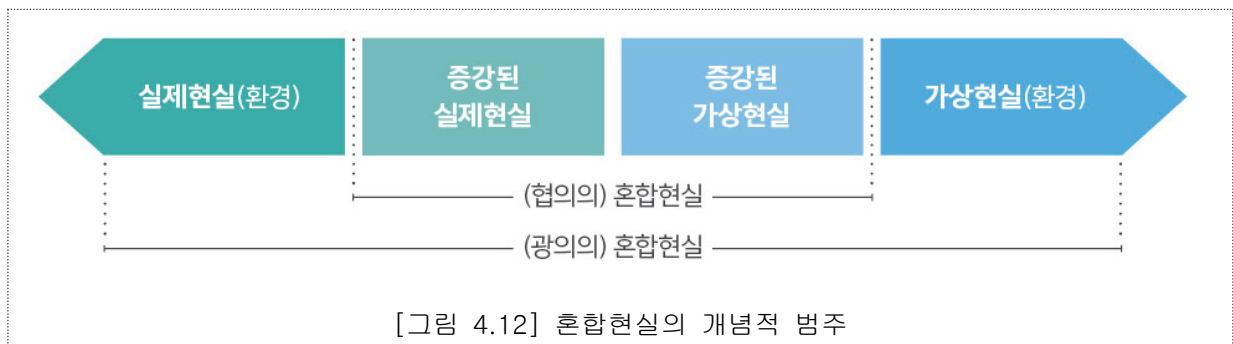 실제현실(환경)
증강된
실제현실
증강된
가상현실
가상현실(환경)
(협의의) 혼합현실
(광의의) 혼합현실
[그림 4.12] 혼합현실의 개념적 범주